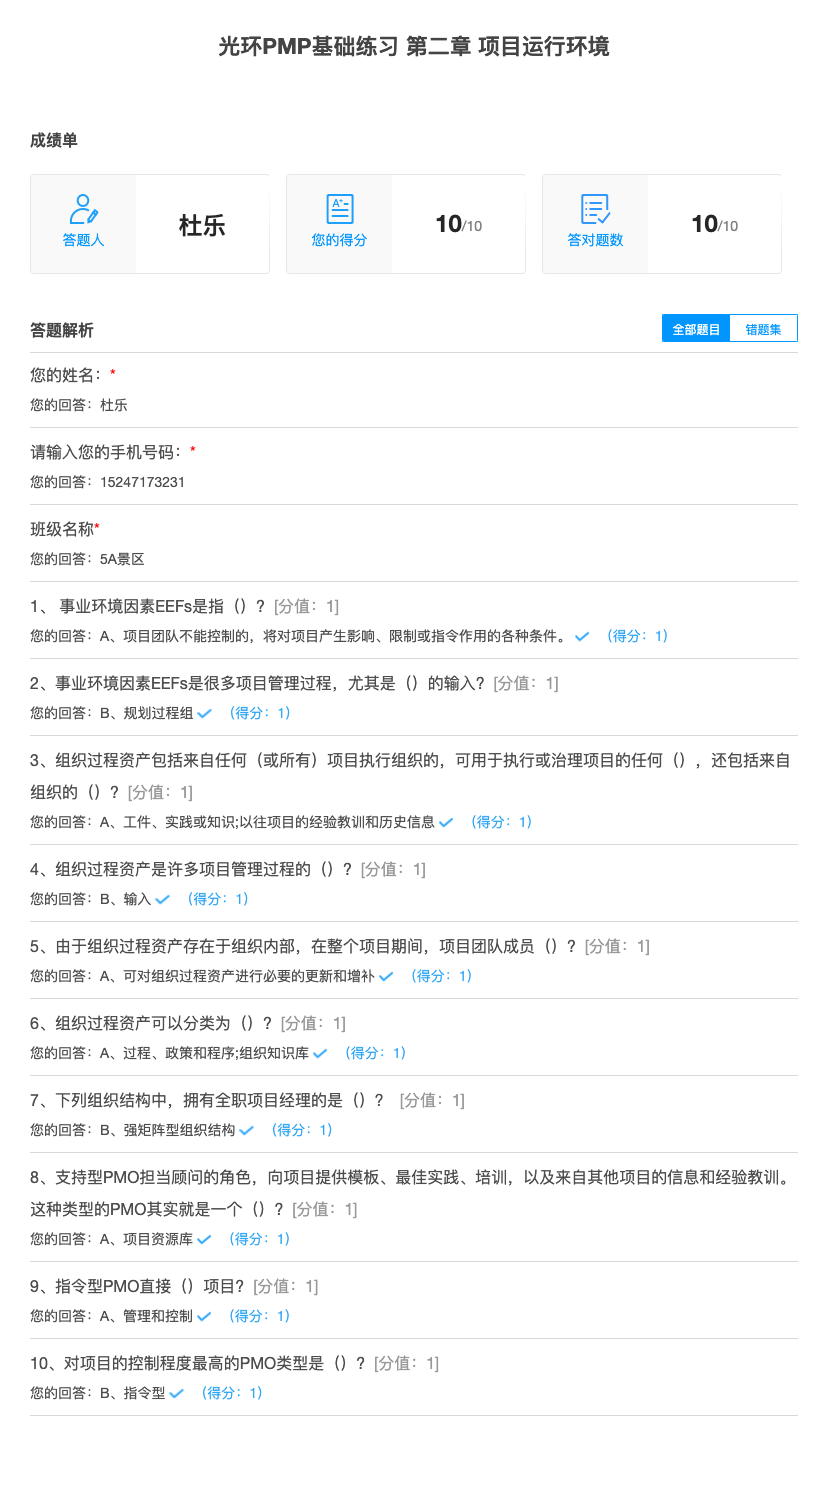 光环PMP基础练习 第二章 项目运行环境
成绩单
答题人
杜乐
您的得分
10/10
答对题数
10/10
答题解析
全部题目
错题集
您的姓名：*
您的回答：杜乐
请输入您的手机号码：*
您的回答：15247173231
班级名称*
您的回答：5A景区
1、 事业环境因素EEFs是指（）? [分值：1]
您的回答：A、项目团队不能控制的，将对项目产生影响、限制或指令作用的各种条件。 （得分：1）
2、事业环境因素EEFs是很多项目管理过程，尤其是（）的输入? [分值：1]
您的回答：B、规划过程组 （得分：1）
3、组织过程资产包括来自任何（或所有）项目执行组织的，可用于执行或治理项目的任何（），还包括来自
组织的（）? [分值：1]
您的回答：A、工件、实践或知识;以往项目的经验教训和历史信息 （得分：1）
4、组织过程资产是许多项目管理过程的（）? [分值：1]
您的回答：B、输入 （得分：1）
5、由于组织过程资产存在于组织内部，在整个项目期间，项目团队成员（）? [分值：1]
您的回答：A、可对组织过程资产进行必要的更新和增补 （得分：1）
6、组织过程资产可以分类为（）? [分值：1]
您的回答：A、过程、政策和程序;组织知识库 （得分：1）
7、下列组织结构中，拥有全职项目经理的是（）? [分值：1]
您的回答：B、强矩阵型组织结构 （得分：1）
8、支持型PMO担当顾问的角色，向项目提供模板、最佳实践、培训，以及来自其他项目的信息和经验教训。
这种类型的PMO其实就是一个（）? [分值：1]
您的回答：A、项目资源库 （得分：1）
9、指令型PMO直接（）项目? [分值：1]
您的回答：A、管理和控制 （得分：1）
10、对项目的控制程度最高的PMO类型是（）? [分值：1]
您的回答：B、指令型 （得分：1）